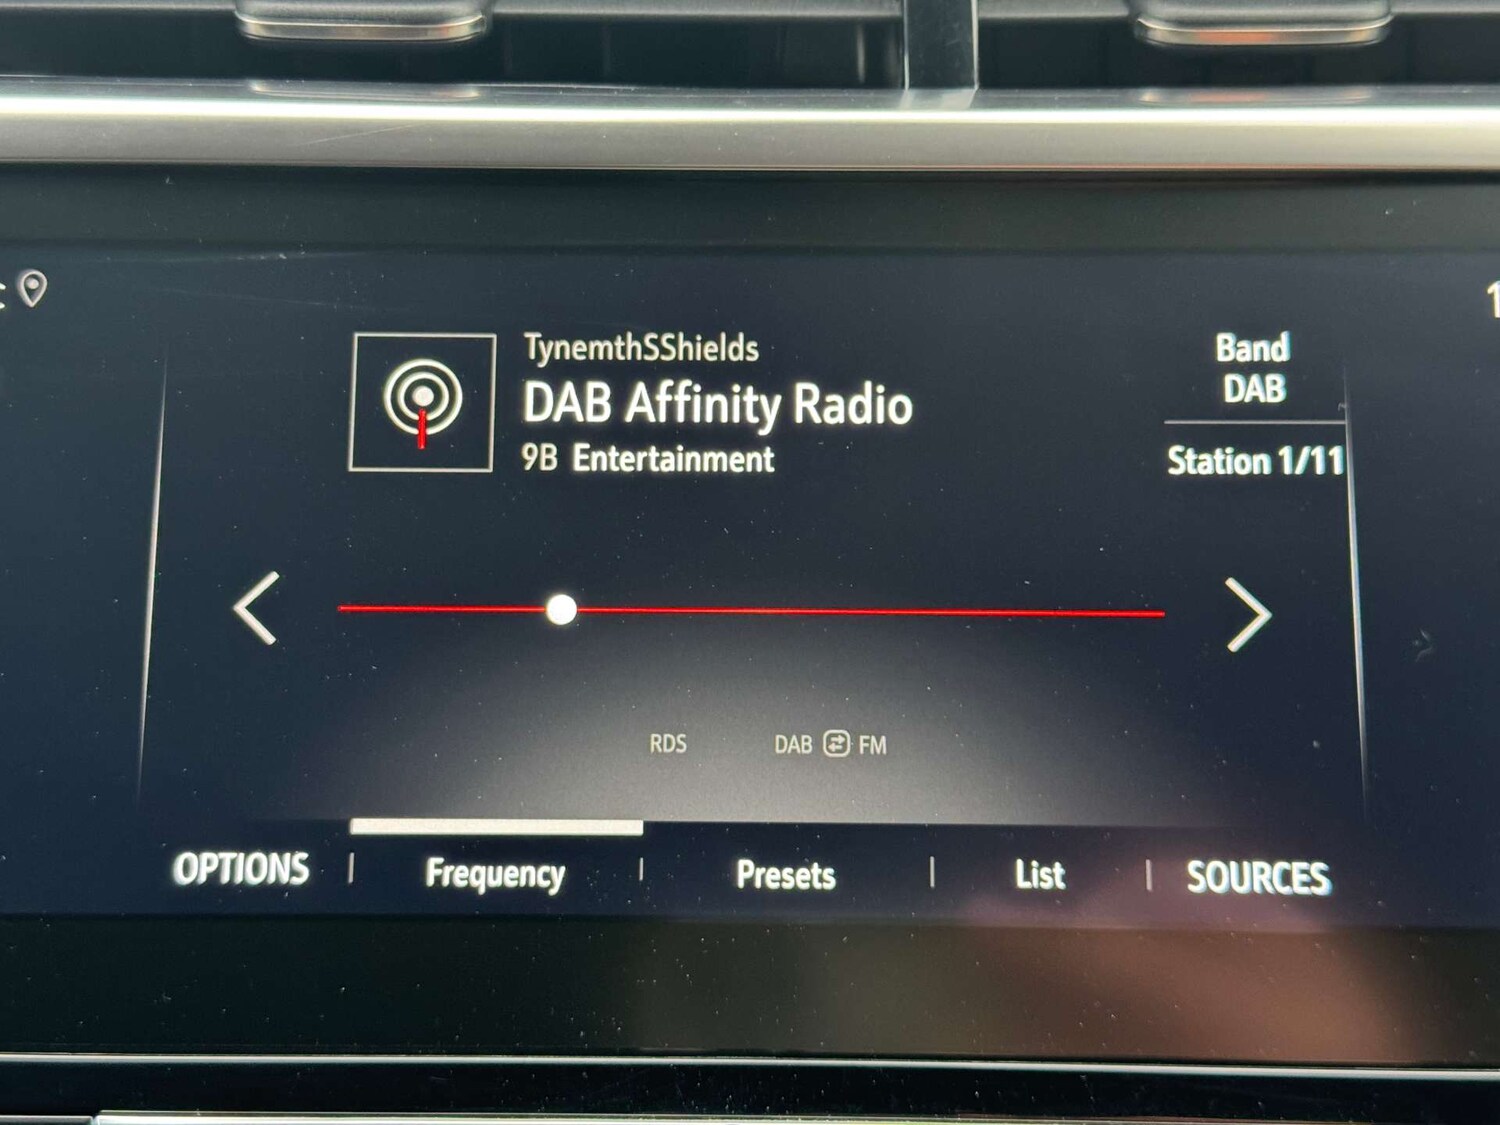 TynemthSShields
DAB Affinity Radio
9B Entertainment
Band
DAB
Station 1/11
RDS
DAB FM
OPTIONS
Frequency
Presets
List
SOURCES